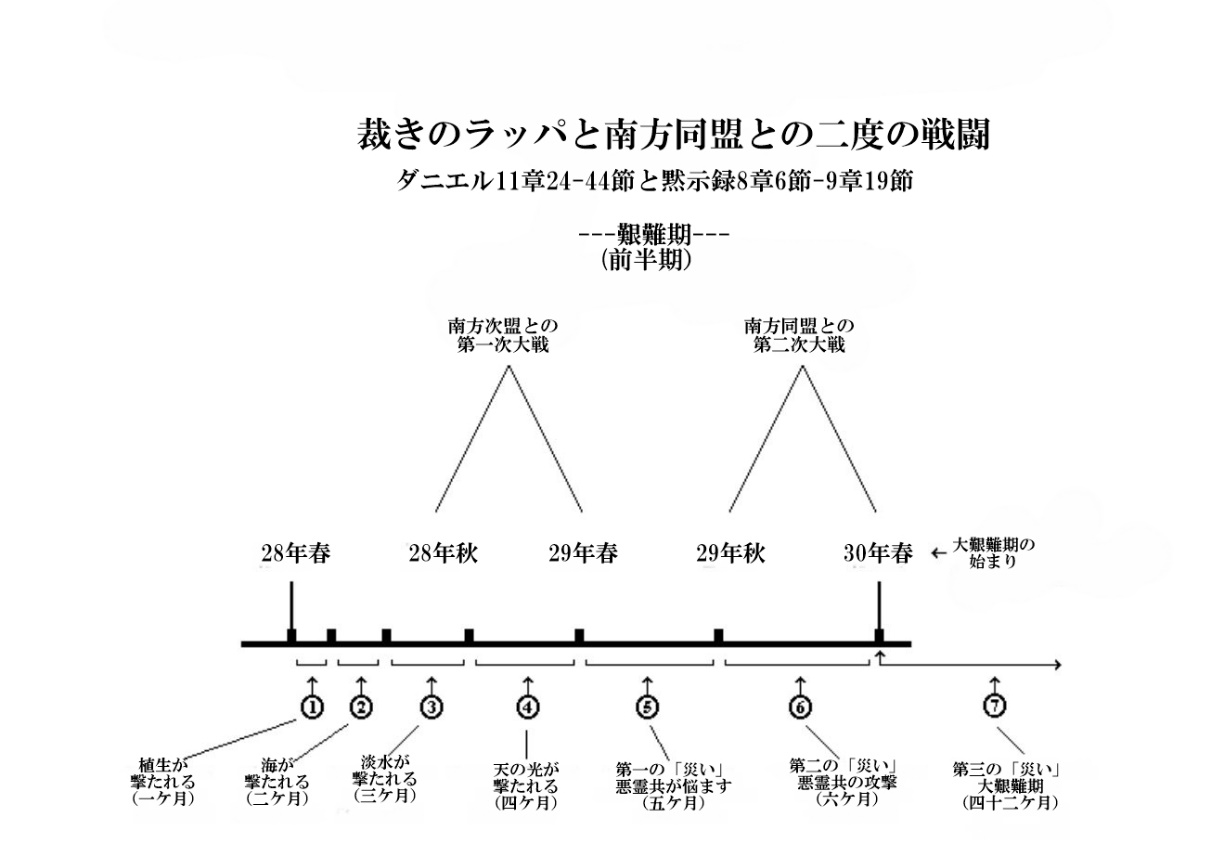 裁きのラッパと南方同盟との二度の戦闘
ダニエル11章24-44節と黙示録8章6節-9章19節
---艱難期---
(前半期)
南方次盟との
第一次大戦
南方同盟との
第二次大戦
28年春
28年秋
29年春
29年秋
30年春
←大艱難期の
始まり
①
②
③
④
⑤
⑥
⑦
植生が
撃たれる
(一ケ月)
海が
撃たれる
(二ケ月)
淡水が
撃たれる
(三ケ月)
天の光が
撃たれる
(四ケ月)
第一の「災い」
悪霊共が悩ます
(五ケ月)
第二の「災い」
悪霊共の攻撃
(六ケ月)
第三の「災い」
大艱難期
(四十二ケ月)